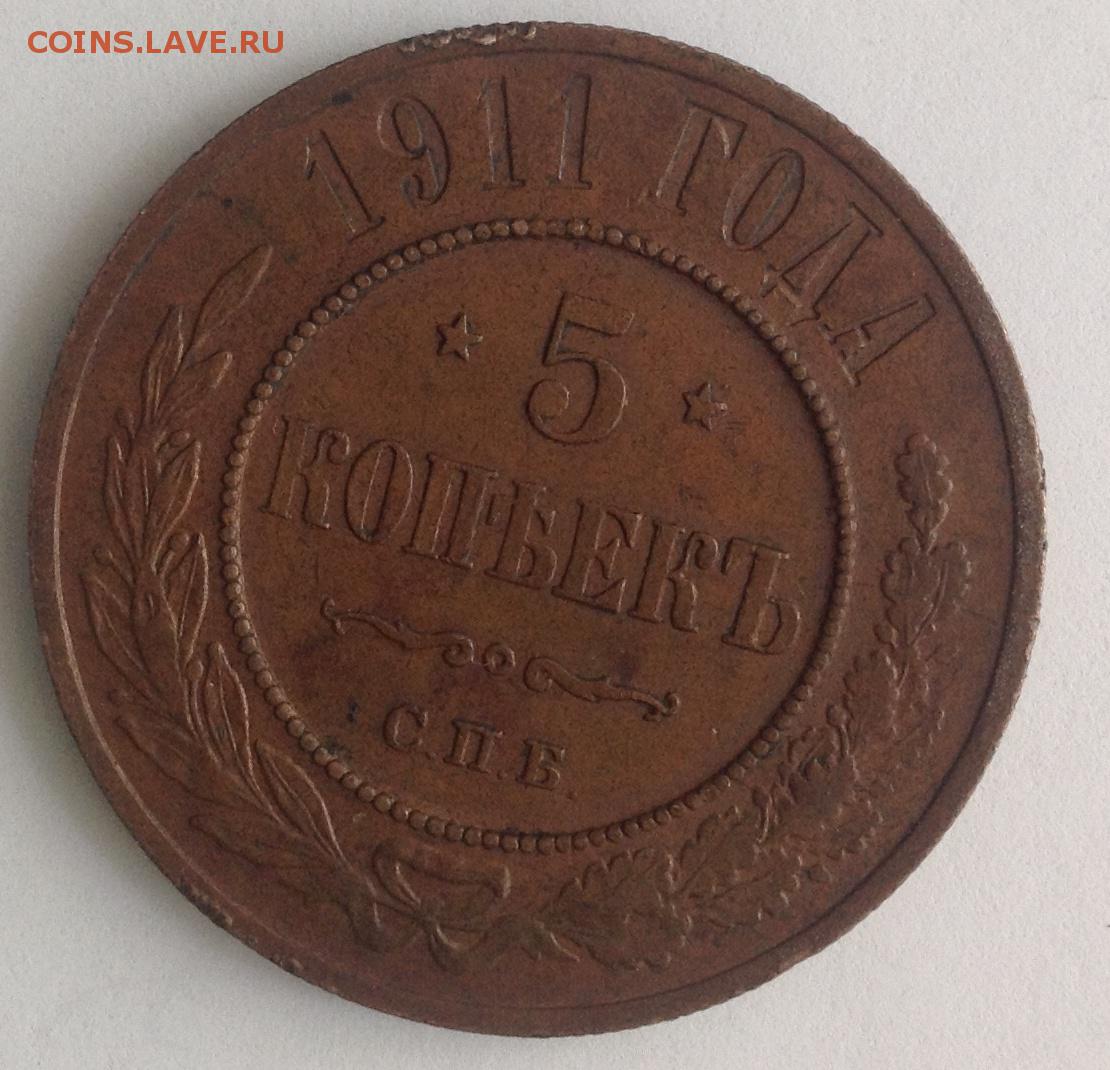 COINS.LAVE.RU
1911 ГОДА
5
КОПѢЕКЪ
С.П.Б.